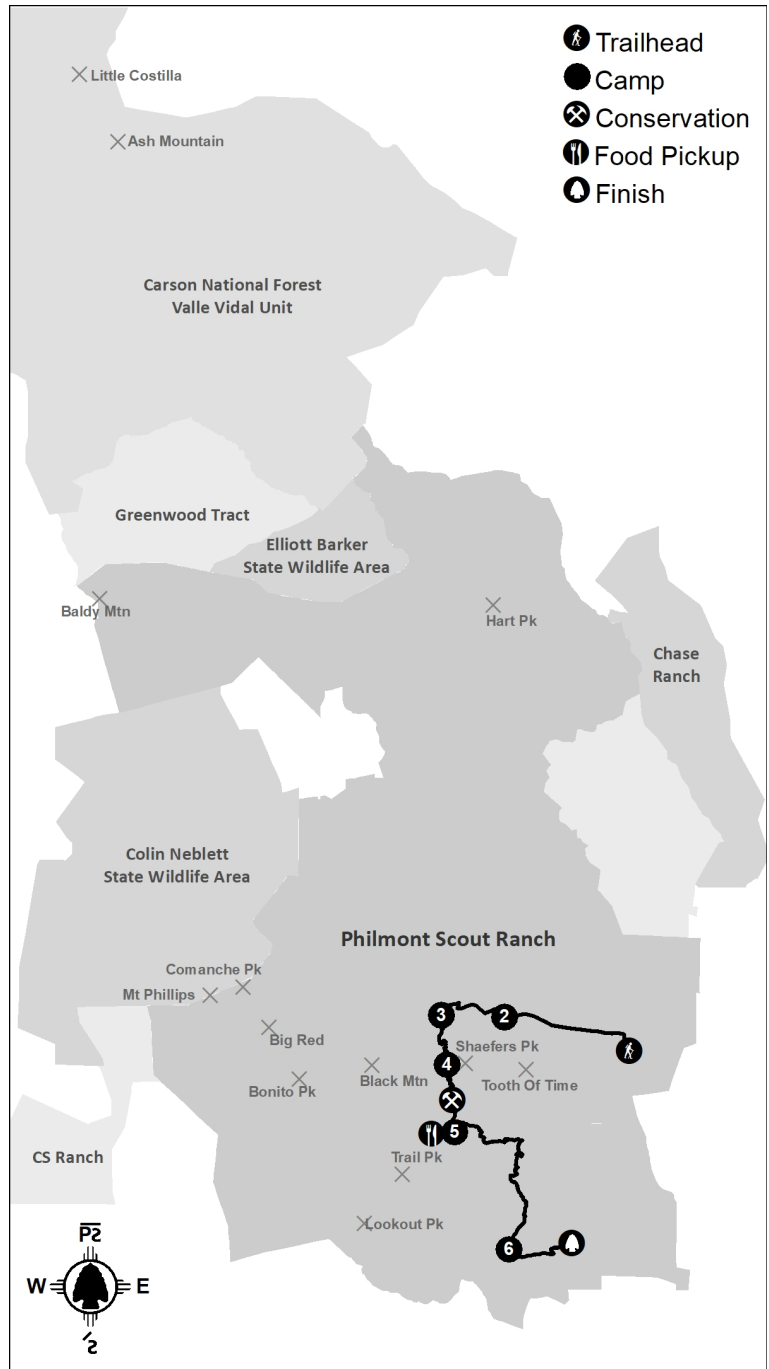 Trailhead
Camp
Conservation
Food Pickup
Finish
Little Costilla
Ash Mountain
Carson National Forest
Valle Vidal Unit
Greenwood Tract
Elliott Barker
State Wildlife Area
Baldy Mtn
Hart Pk
Chase
Ranch
Colin Neblett
State Wildlife Area
Philmont Scout Ranch
Comanche Pk
Mt Phillips
Big Red
Bonito Pk
Black Mtn
Shaefers Pk
Tooth Of Time
3
2
4
5
Trail Pk
CS Ranch
Lookout Pk
6
W
E